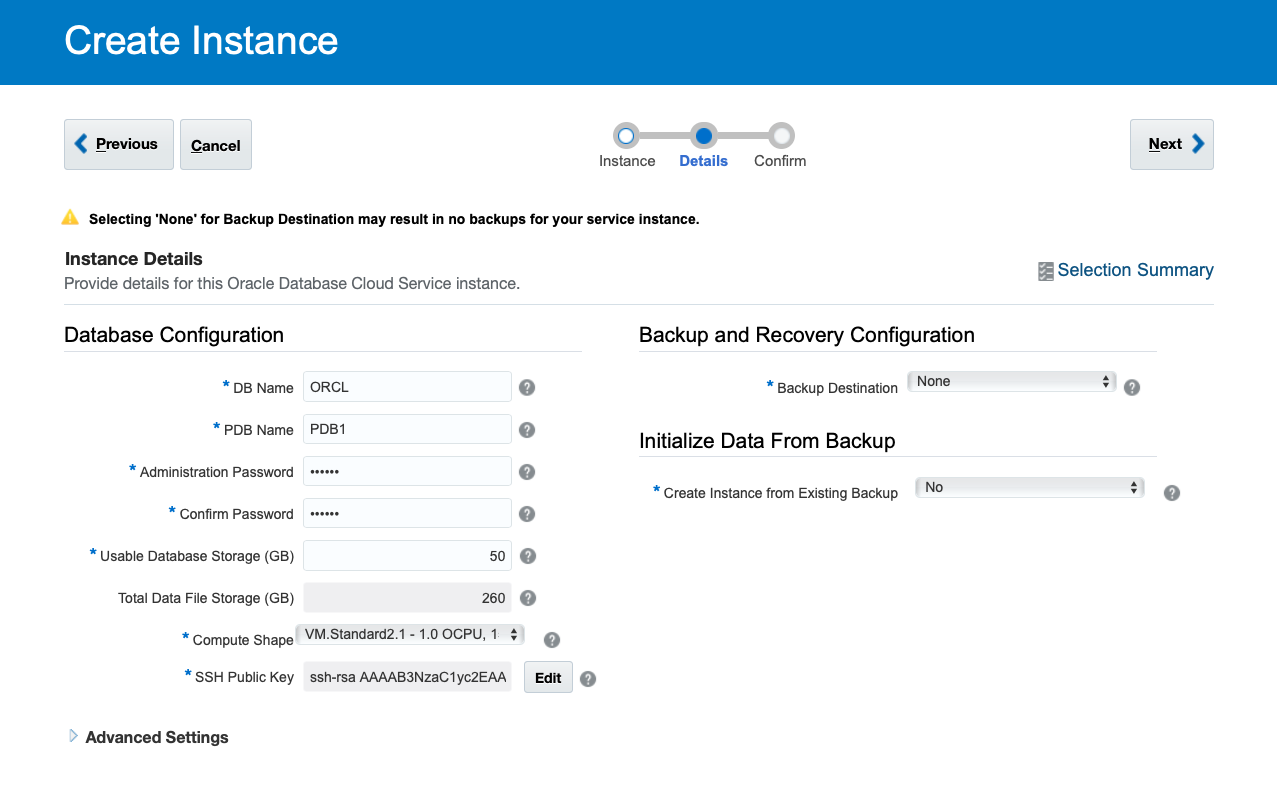 Create Instance
Previous
Cancel
Instance
Details
Confirm
Next
Selecting 'None' for Backup Destination may result in no backups for your service instance.
Instance Details
Provide details for this Oracle Database Cloud Service instance.
Selection Summary
Database Configuration
* DB Name ORCL ?
* PDB Name PDB1 ?
* Administration Password •••••• ?
* Confirm Password •••••• ?
* Usable Database Storage (GB) 50 ?
Total Data File Storage (GB) 260 ?
* Compute Shape VM.Standard2.1 - 1.0 OCPU, 1 ?
* SSH Public Key ssh-rsa AAAAB3NzaC1yc2EAA Edit ?
Advanced Settings
Backup and Recovery Configuration
* Backup Destination None ?
Initialize Data From Backup
* Create Instance from Existing Backup No ?